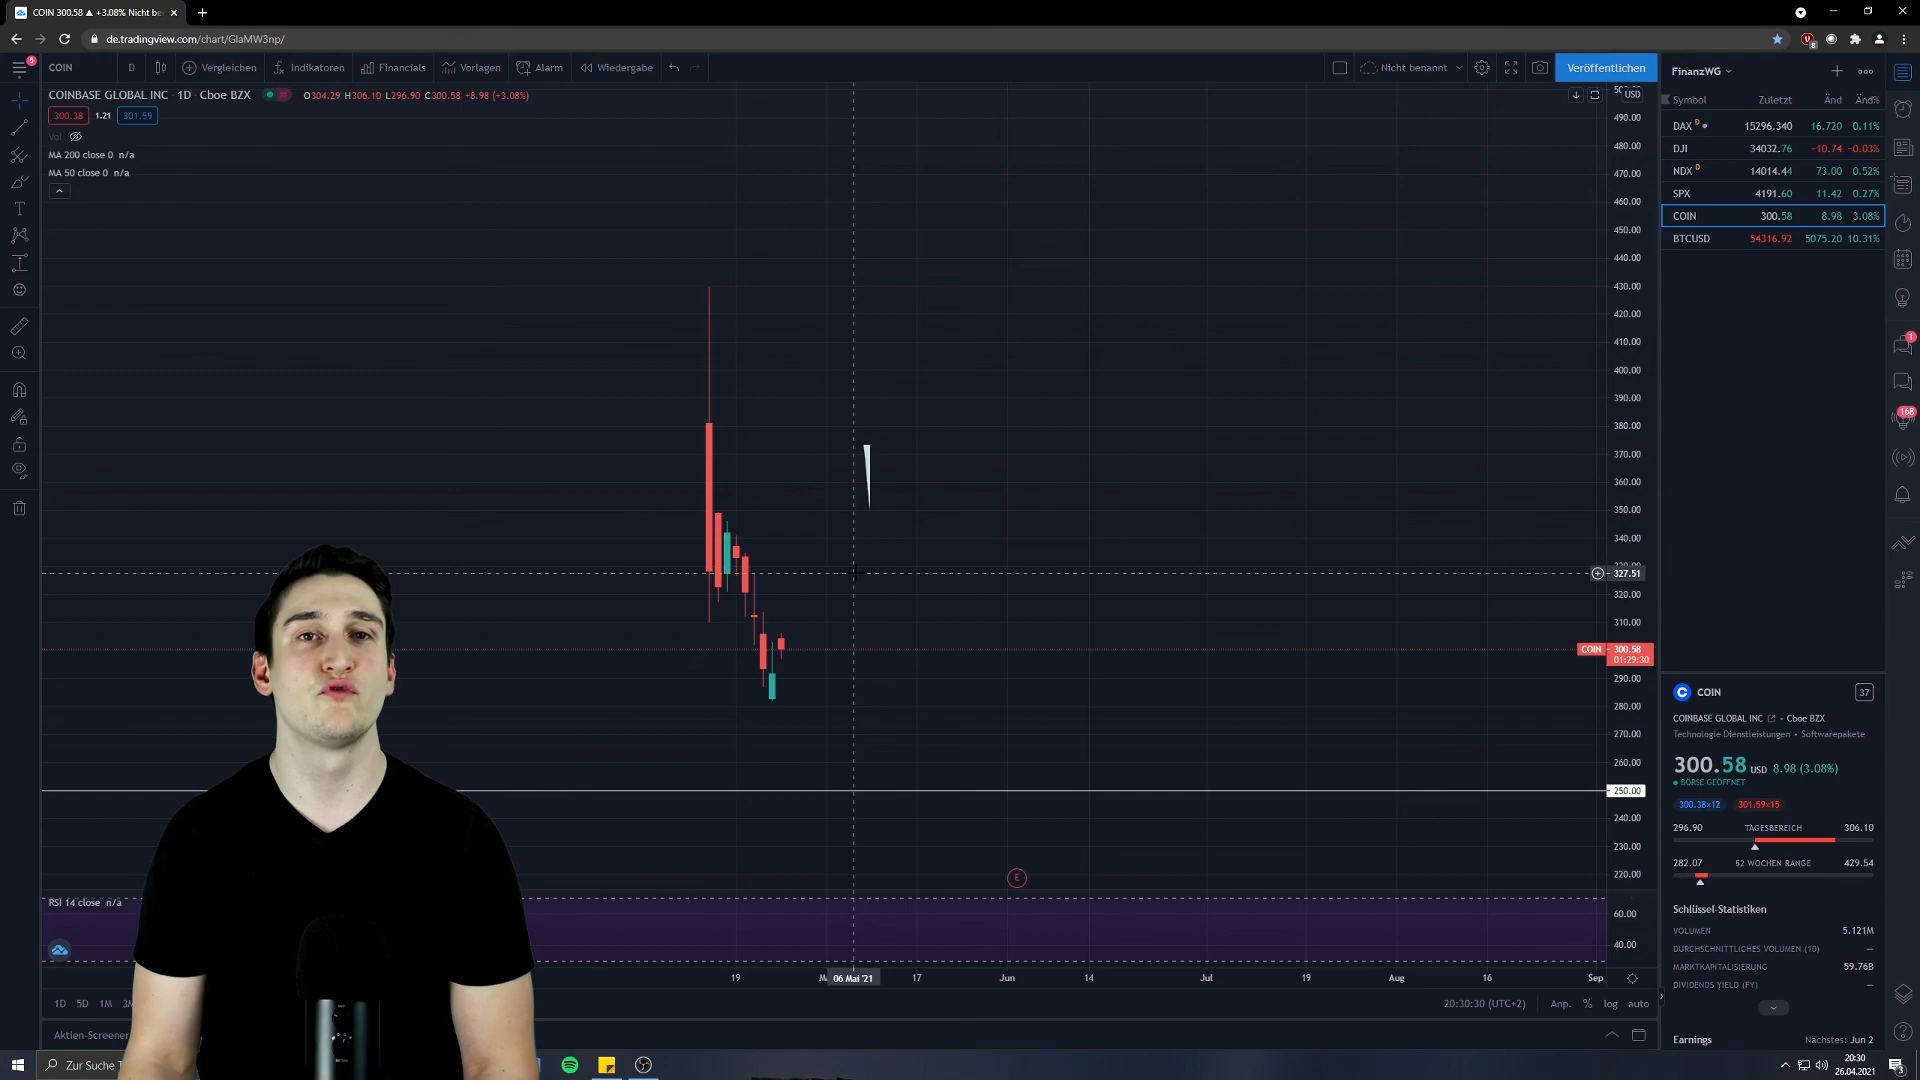 COIN 300.58 ▲ +3.08% Nicht be
de.tradingview.com/chart/GlaMW3np/
8
5
COIN
D
Vergleichen
Indikatoren
Financials
Vorlagen
Alarm
Wiedergabe
Nicht benannt
Veröffentlichen
COINBASE GLOBAL INC · 1D · Cboe BZX
O304.29 H306.10 L296.90 C300.58 +8.98 (+3.08%)
300.38 1.21 301.59
Vol
MA 200 close 0 n/a
MA 50 close 0 n/a
USD
490.00
480.00
470.00
460.00
450.00
440.00
430.00
420.00
410.00
400.00
390.00
380.00
370.00
360.00
350.00
340.00
327.51
320.00
310.00
COIN 300.58
01:29:30
290.00
280.00
270.00
260.00
250.00
240.00
230.00
220.00
E
RSI 14 close n/a
60.00
40.00
19
06 Mai '21
17
Jun
14
Jul
19
Aug
16
Sep
1D 5D 1M
20:30:30 (UTC+2)
Anp. % log auto
Aktien-Screener
FinanzWG
Symbol Zuletzt Änd Änd%
DAX D 15296.340 16.720 0.11%
DJI 34032.76 −10.74 −0.03%
NDX D 14014.44 73.00 0.52%
SPX 4191.60 11.42 0.27%
COIN 300.58 8.98 3.08%
BTCUSD 54316.92 5075.20 10.31%
1
168
COIN
37
COINBASE GLOBAL INC • Cboe BZX
Technologie Dienstleistungen • Softwarepakete
300.58 USD 8.98 (3.08%)
BÖRSE GEÖFFNET
300.38×12 301.59×15
296.90 TAGESBEREICH 306.10
282.07 52 WOCHEN RANGE 429.54
Schlüssel-Statistiken
VOLUMEN 5.121M
DURCHSCHNITTLICHES VOLUMEN (10) —
MARKTKAPITALISIERUNG 59.76B
DIVIDENDS YIELD (FY) —
Earnings Nächstes: Jun 2
Zur Suche
20:30
26.04.2021
3